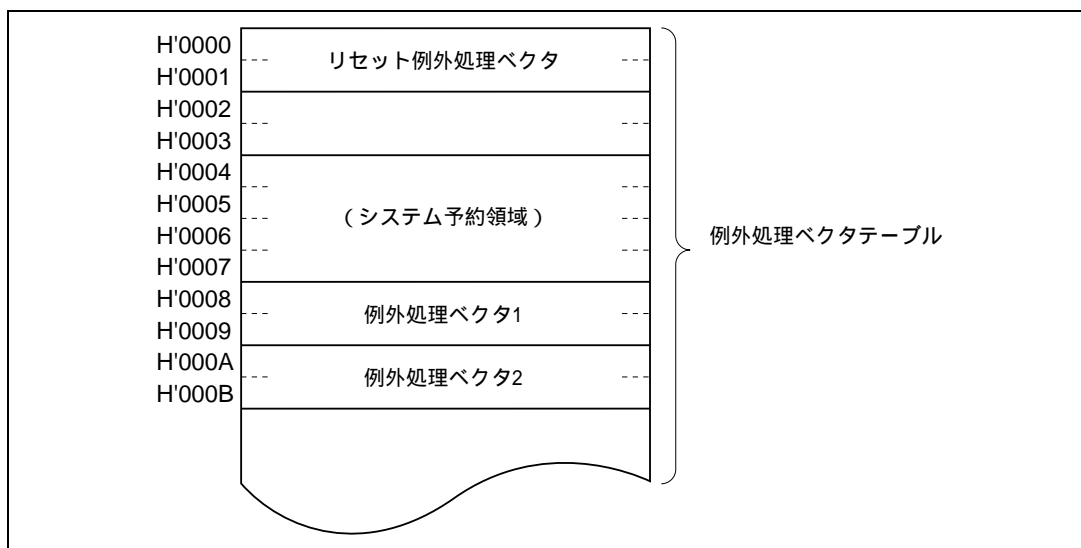 H'0000
リセット例外処理ベクタ
H'0001
H'0002
H'0003
H'0004
H'0005
(システム予約領域)
H'0006
例外処理ベクタテーブル
H'0007
H'0008
例外処理ベクタ1
H'0009
H'000A
例外処理ベクタ2
H'000B